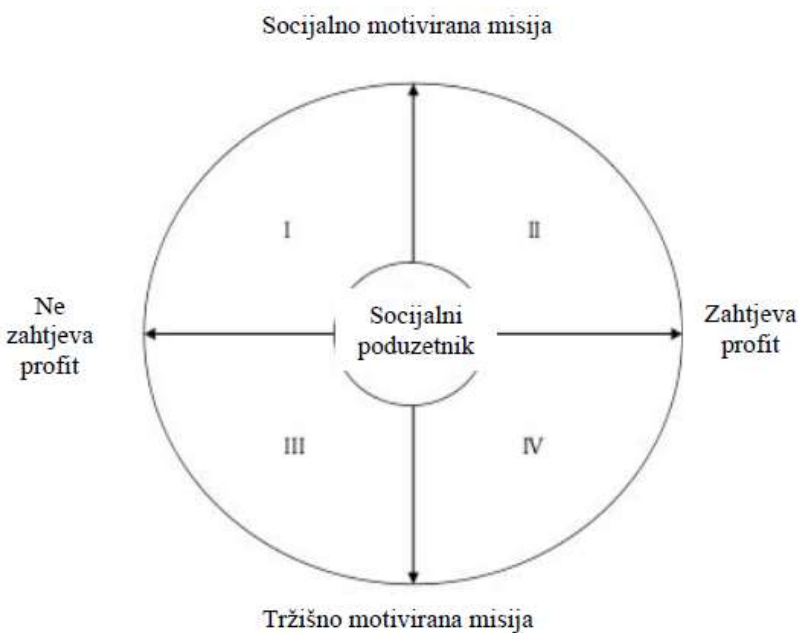 Socijalno motivirana misija
I
II
Ne
zahtjeva
profit
Socijalni
poduzetnik
Zahtjeva
profit
III
IV
Tržišno motivirana misija